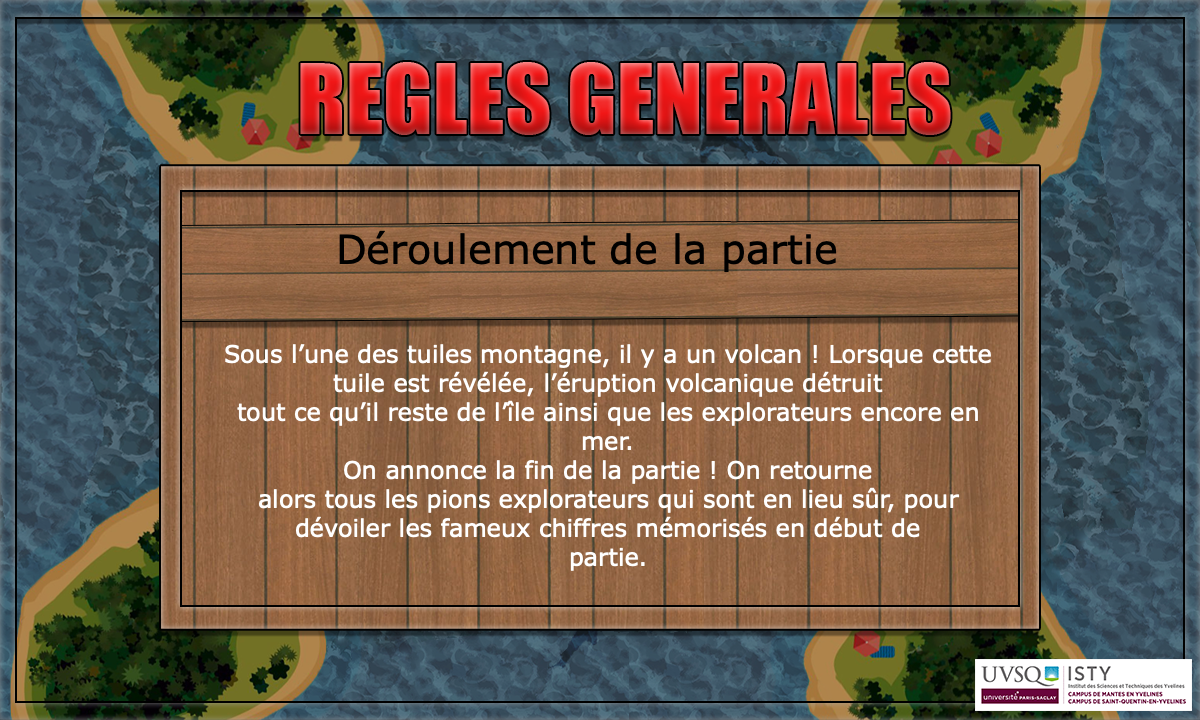 REGLES GENERALES
Déroulement de la partie
Sous l’une des tuiles montagne, il y a un volcan ! Lorsque cette
tuile est révélée, l’éruption volcanique détruit
tout ce qu’il reste de l’île ainsi que les explorateurs encore en
mer.
On annonce la fin de la partie ! On retourne
alors tous les pions explorateurs qui sont en lieu sûr, pour
dévoiler les fameux chiffres mémorisés en début de
partie.
UVSQ ISTY
Institut des Sciences et Techniques des Yvelines
université PARIS-SACLAY
CAMPUS DE MANTES EN YVELINES
CAMPUS DE SAINT-QUENTIN-EN-YVELINES